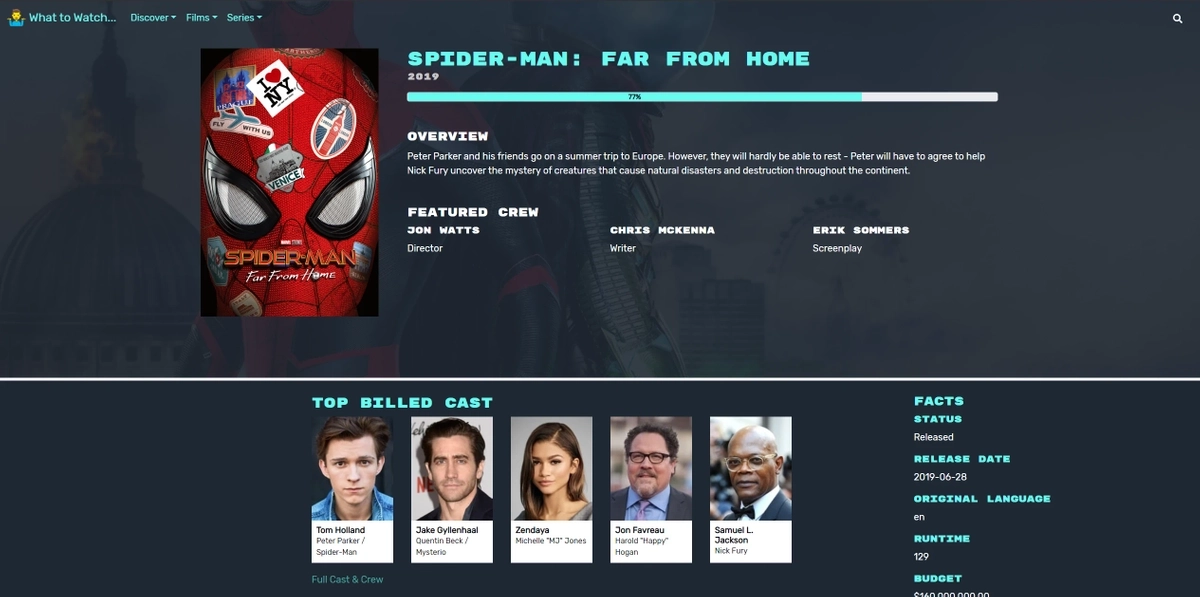 What to Watch...
Discover
Films
Series
SPIDER-MAN: FAR FROM HOME
2019
77%
I ♥
NY
PRAGUE
FLY WITH US
VENICE
SPIDER-MAN
Far From Home
OVERVIEW
Peter Parker and his friends go on a summer trip to Europe. However, they will hardly be able to rest - Peter will have to agree to help
Nick Fury uncover the mystery of creatures that cause natural disasters and destruction throughout the continent.
FEATURED CREW
JON WATTS
Director
CHRIS MCKENNA
Writer
ERIK SOMMERS
Screenplay
TOP BILLED CAST
Tom Holland
Peter Parker /
Spider-Man
Jake Gyllenhaal
Quentin Beck /
Mysterio
Zendaya
Michelle "MJ" Jones
Jon Favreau
Harold "Happy"
Hogan
Samuel L.
Jackson
Nick Fury
Full Cast & Crew
FACTS
STATUS
Released
RELEASE DATE
2019-06-28
ORIGINAL LANGUAGE
en
RUNTIME
129
BUDGET
$160,000,000.00